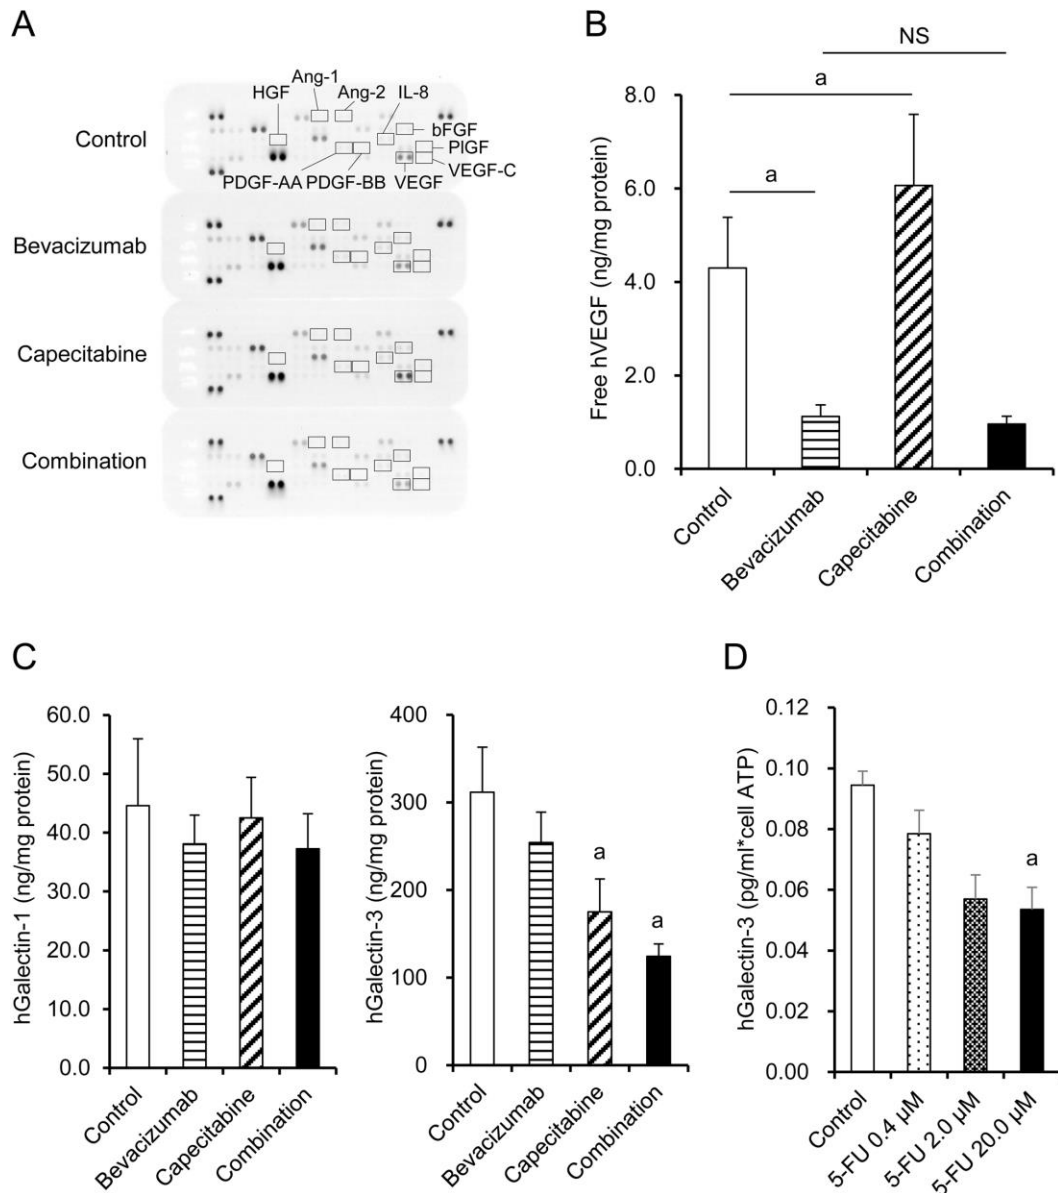 A
Ang-1
HGF
Ang-2
IL-8
Control
bFGF
PlGF
VEGF-C
PDGF-AA PDGF-BB VEGF
Bevacizumab
Capecitabine
Combination
B
NS
a
a
Free hVEGF (ng/mg protein)
8.0
6.0
4.0
2.0
0.0
Control
Bevacizumab
Capecitabine
Combination
C
hGalectin-1 (ng/mg protein)
60.0
50.0
40.0
30.0
20.0
10.0
0.0
Control
Bevacizumab
Capecitabine
Combination
hGalectin-3 (ng/mg protein)
400
300
200
100
0
a
a
Control
Bevacizumab
Capecitabine
Combination
D
hGalectin-3 (pg/ml*cell ATP)
0.12
0.10
0.08
0.06
0.04
0.02
0.00
a
Control
5-FU 0.4 µM
5-FU 2.0 µM
5-FU 20.0 µM